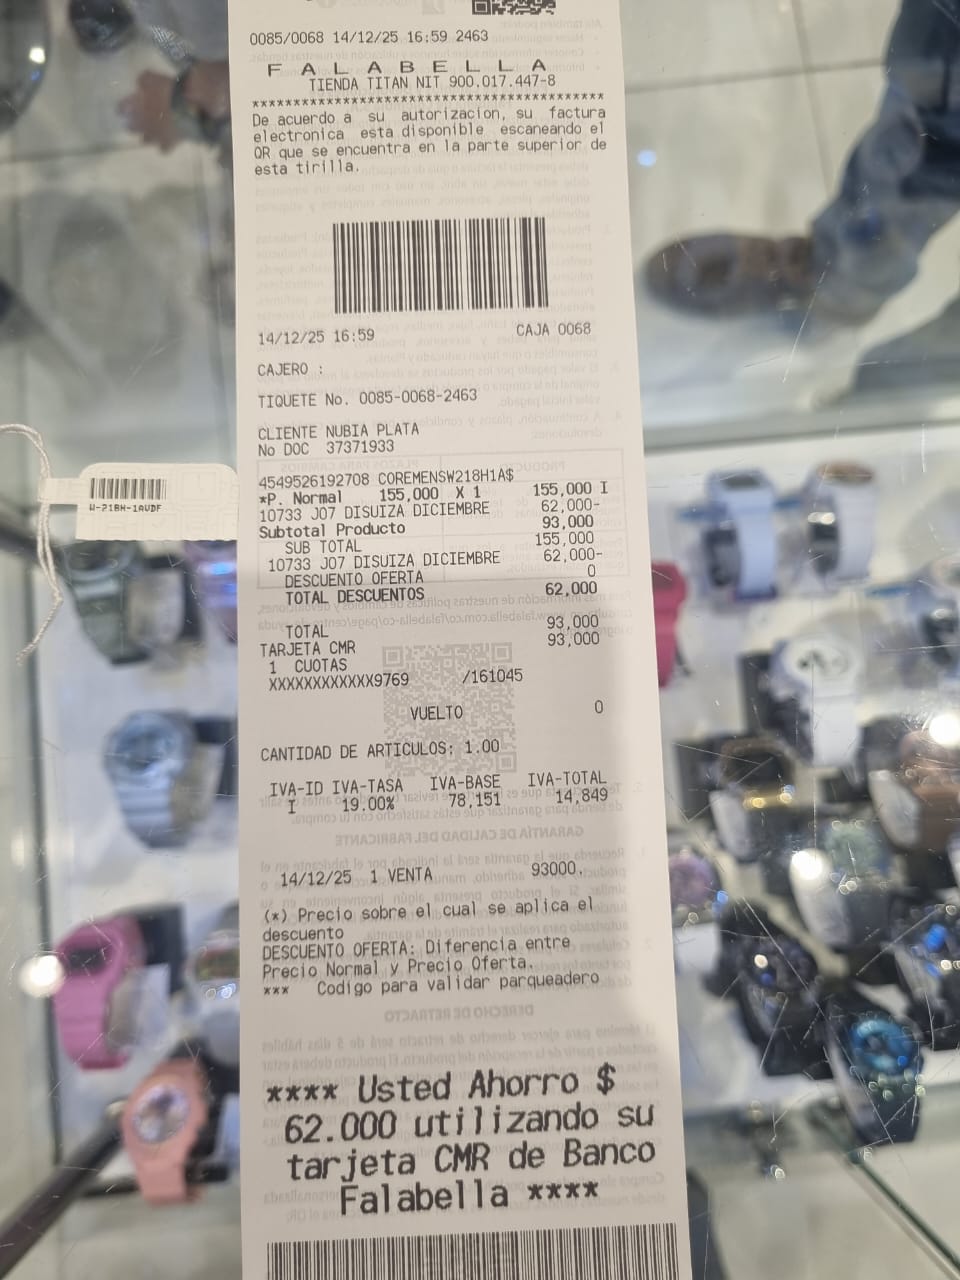 0085/0068 14/12/25 16:59 2463
F A L A B E L L A
TIENDA TITAN NIT 900.017.447-8
******************************************
De acuerdo a su autorizacion, su factura
electronica esta disponible escaneando el
QR que se encuentra en la parte superior de
esta tirilla.
14/12/25 16:59 CAJA 0068
CAJERO :
TIQUETE No. 0085-0068-2463
CLIENTE NUBIA PLATA
No DOC 37371933
4549526192708 COREMENSW218H1A$
*P. Normal 155,000 X 1 155,000 I
10733 J07 DISUIZA DICIEMBRE 62,000-
Subtotal Producto 93,000
SUB TOTAL 155,000
10733 J07 DISUIZA DICIEMBRE 62,000-
DESCUENTO OFERTA 0
TOTAL DESCUENTOS 62,000
TOTAL 93,000
TARJETA CMR 93,000
1 CUOTAS
XXXXXXXXXXXX9769 /161045
VUELTO 0
CANTIDAD DE ARTICULOS: 1.00
IVA-ID IVA-TASA IVA-BASE IVA-TOTAL
I 19.00% 78,151 14,849
14/12/25 1 VENTA 93000.
(*) Precio sobre el cual se aplica el
descuento
DESCUENTO OFERTA: Diferencia entre
Precio Normal y Precio Oferta.
*** Codigo para validar parqueadero
**** Usted Ahorro $
62.000 utilizando su
tarjeta CMR de Banco
Falabella ****
W-218H-1AVDF